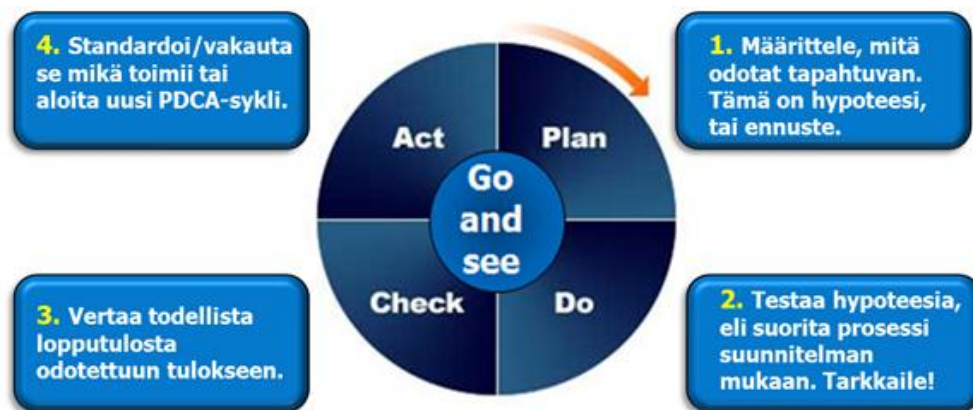 4. Standardoi/vakauta
se mikä toimii tai
aloita uusi PDCA-sykli.
1. Määrittele, mitä
odotat tapahtuvan.
Tämä on hypoteesi,
tai ennuste.
Act
Plan
Go
and
see
Check
Do
3. Vertaa todellista
lopputulosta
odotettuun tulokseen.
2. Testaa hypoteesia,
eli suorita prosessi
suunnitelman
mukaan. Tarkkaile!